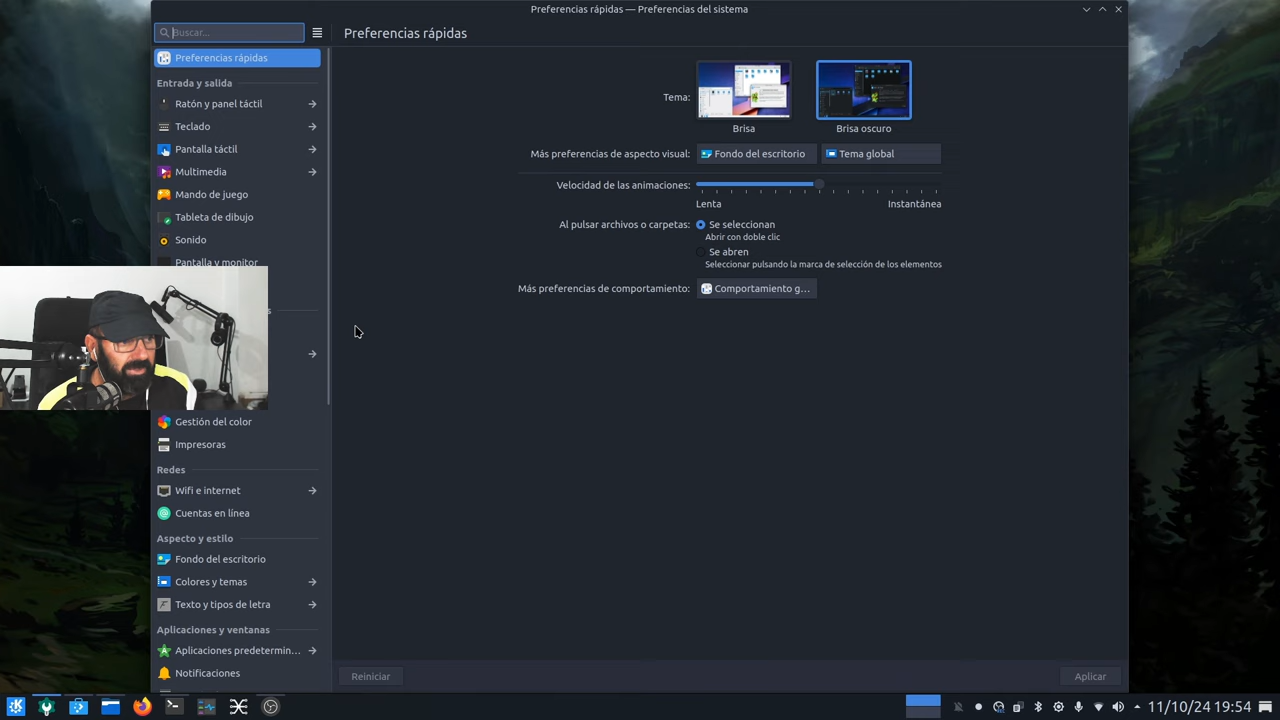 Preferencias rápidas — Preferencias del sistema
Buscar...
Preferencias rápidas
Preferencias rápidas
Entrada y salida
Ratón y panel táctil
Teclado
Pantalla táctil
Multimedia
Mando de juego
Tableta de dibujo
Sonido
Pantalla y monitor
Gestión del color
Impresoras
Redes
Wifi e internet
Cuentas en línea
Aspecto y estilo
Fondo del escritorio
Colores y temas
Texto y tipos de letra
Aplicaciones y ventanas
Aplicaciones predetermin...
Notificaciones
Tema:
Brisa
Brisa oscuro
Más preferencias de aspecto visual:
Fondo del escritorio
Tema global
Velocidad de las animaciones:
Lenta
Instantánea
Al pulsar archivos o carpetas:
Se seleccionan
Abrir con doble clic
Se abren
Seleccionar pulsando la marca de selección de los elementos
Más preferencias de comportamiento:
Comportamiento g...
Reiniciar
Aplicar
11/10/24 19:54